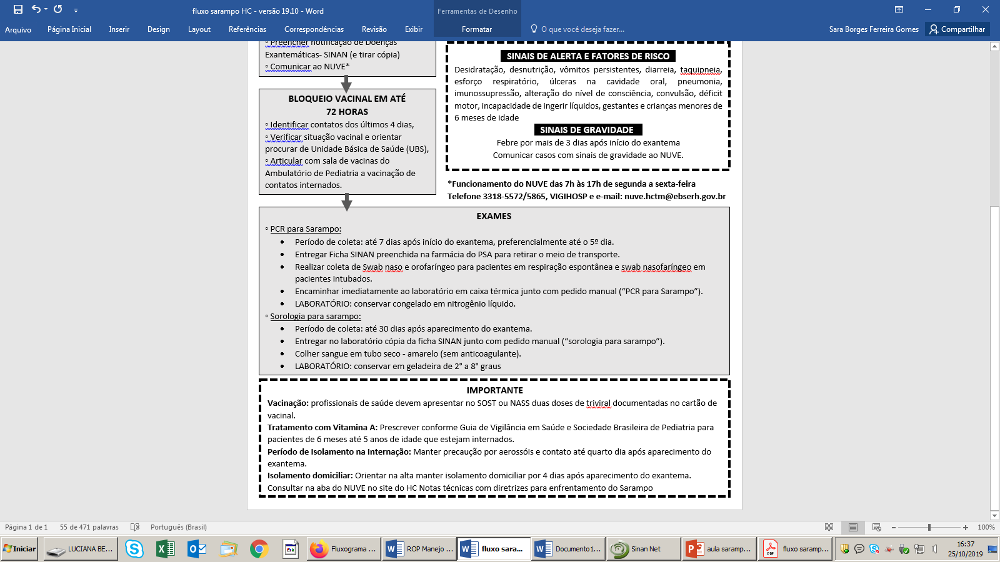 fluxo sarampo HC - versão 19.10 - Word
Ferramentas de Desenho
Arquivo
Página Inicial
Inserir
Design
Layout
Referências
Correspondências
Revisão
Exibir
Formatar
O que você deseja fazer...
Sara Borges Ferreira Gomes
Compartilhar
◦ Preencher notificação de Doenças
Exantemáticas- SINAN (e tirar cópia)
◦ Comunicar ao NUVE*
BLOQUEIO VACINAL EM ATÉ
72 HORAS
◦ Identificar contatos dos últimos 4 dias,
◦ Verificar situação vacinal e orientar
procurar de Unidade Básica de Saúde (UBS),
◦ Articular com sala de vacinas do
Ambulatório de Pediatria a vacinação de
contatos internados.
SINAIS DE ALERTA E FATORES DE RISCO
Desidratação, desnutrição, vômitos persistentes, diarreia, taquipneia,
esforço respiratório, úlceras na cavidade oral, pneumonia,
imunossupressão, alteração do nível de consciência, convulsão, déficit
motor, incapacidade de ingerir líquidos, gestantes e crianças menores de
6 meses de idade
SINAIS DE GRAVIDADE
Febre por mais de 3 dias após início do exantema
Comunicar casos com sinais de gravidade ao NUVE.
*Funcionamento do NUVE das 7h às 17h de segunda a sexta-feira
Telefone 3318-5572/5865, VIGIHOSP e e-mail: nuve.hctm@ebserh.gov.br
EXAMES
◦ PCR para Sarampo:
• Período de coleta: até 7 dias após início do exantema, preferencialmente até o 5º dia.
• Entregar Ficha SINAN preenchida na farmácia do PSA para retirar o meio de transporte.
• Realizar coleta de Swab naso e orofaríngeo para pacientes em respiração espontânea e swab nasofaríngeo em
pacientes intubados.
• Encaminhar imediatamente ao laboratório em caixa térmica junto com pedido manual (“PCR para Sarampo”).
• LABORATÓRIO: conservar congelado em nitrogênio líquido.
◦ Sorologia para sarampo:
• Período de coleta: até 30 dias após aparecimento do exantema.
• Entregar no laboratório cópia da ficha SINAN junto com pedido manual (“sorologia para sarampo”).
• Colher sangue em tubo seco - amarelo (sem anticoagulante).
• LABORATÓRIO: conservar em geladeira de 2° a 8° graus
IMPORTANTE
Vacinação: profissionais de saúde devem apresentar no SOST ou NASS duas doses de triviral documentadas no cartão de
vacinal.
Tratamento com Vitamina A: Prescrever conforme Guia de Vigilância em Saúde e Sociedade Brasileira de Pediatria para
pacientes de 6 meses até 5 anos de idade que estejam internados.
Período de Isolamento na Internação: Manter precaução por aerossóis e contato até quarto dia após aparecimento do
exantema.
Isolamento domiciliar: Orientar na alta manter isolamento domiciliar por 4 dias após aparecimento do exantema.
Consultar na aba do NUVE no site do HC Notas técnicas com diretrizes para enfrentamento do Sarampo
Página 1 de 1
55 de 471 palavras
Português (Brasil)
100%
Iniciar
LUCIANA BE...
Fluxograma ...
ROP Manejo ...
fluxo sara...
Documento1...
Sinan Net
aula saramp...
fluxo saramp...
16:37
25/10/2019